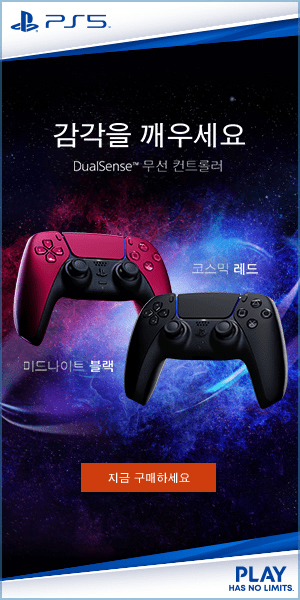 PS5
감각을 깨우세요
DualSense™ 무선 컨트롤러
코스믹 레드
미드나이트 블랙
지금 구매하세요
PLAY
HAS NO LIMITS.